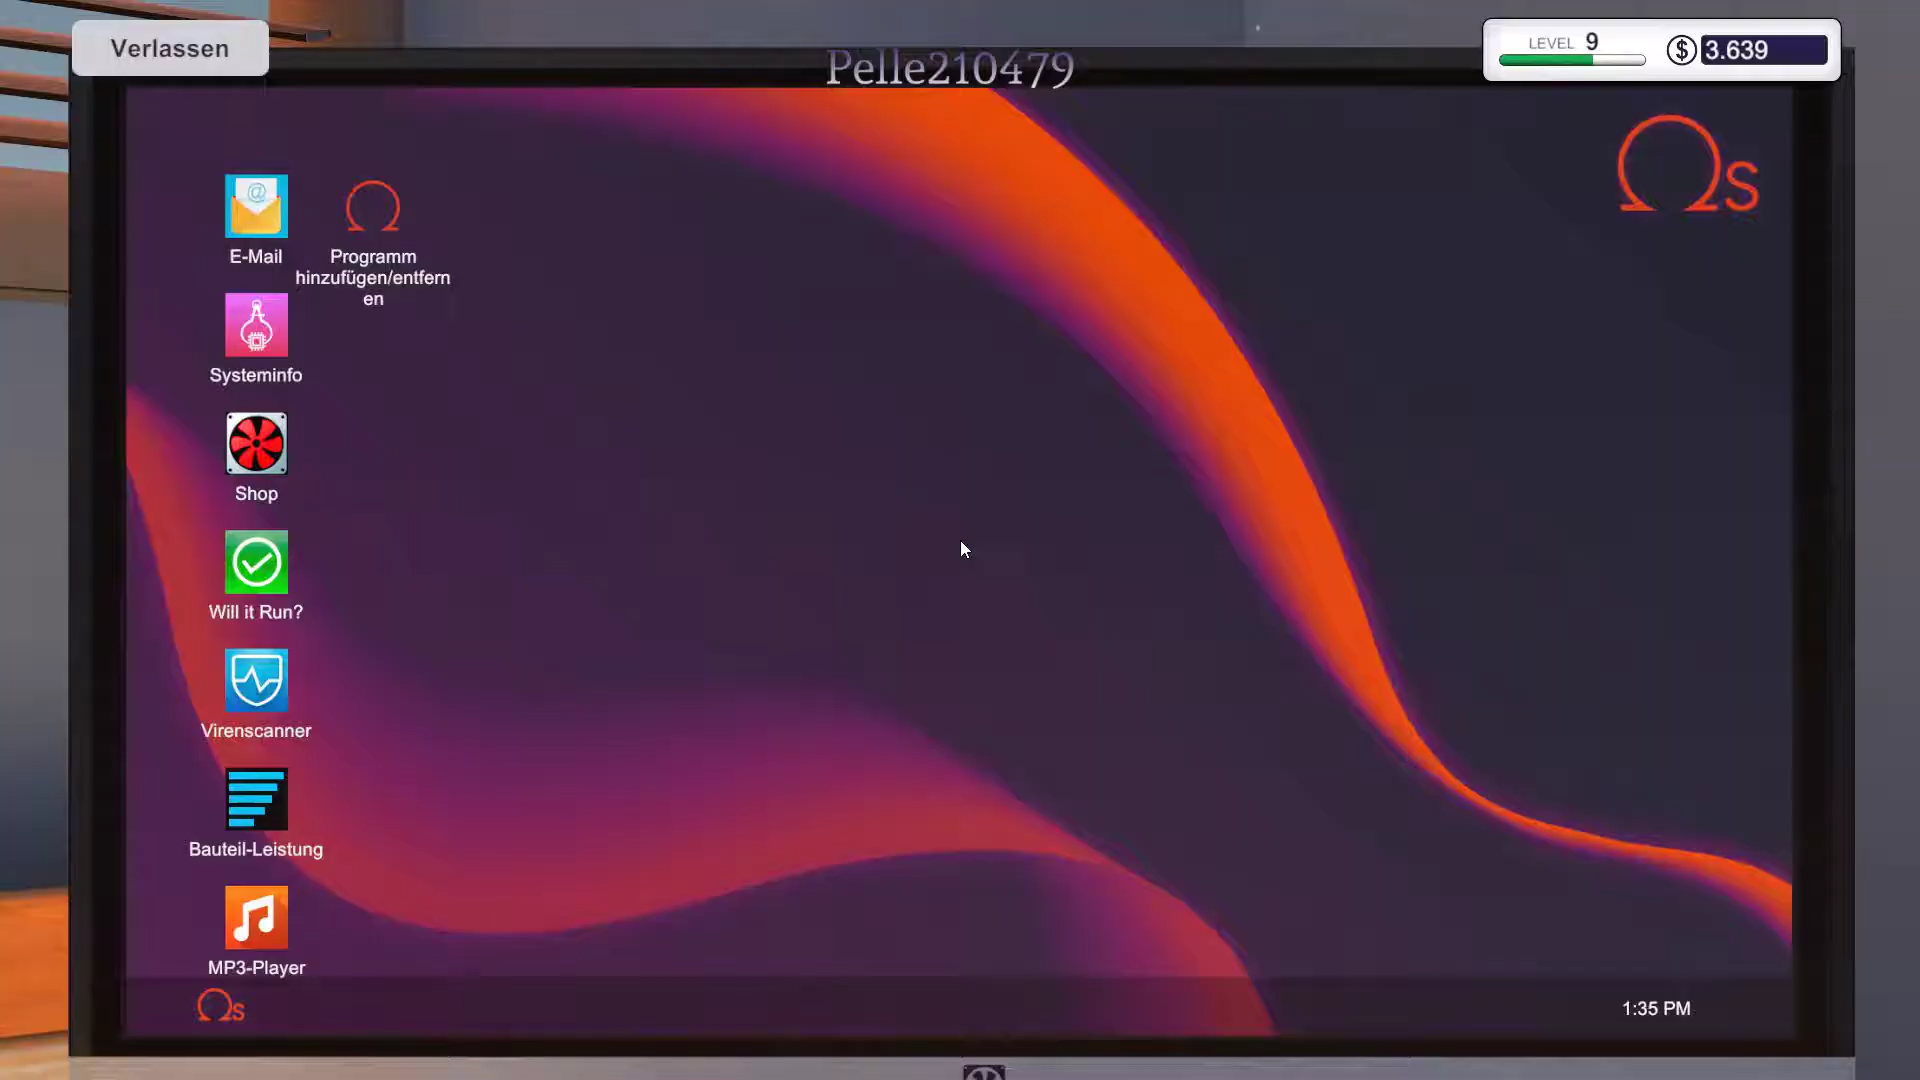 Verlassen
Pelle210479
LEVEL 9
$ 3.639
Ωs
E-Mail
Programm
hinzufügen/entfern
en
Systeminfo
Shop
Will it Run?
Virenscanner
Bauteil-Leistung
MP3-Player
Ωs
1:35 PM